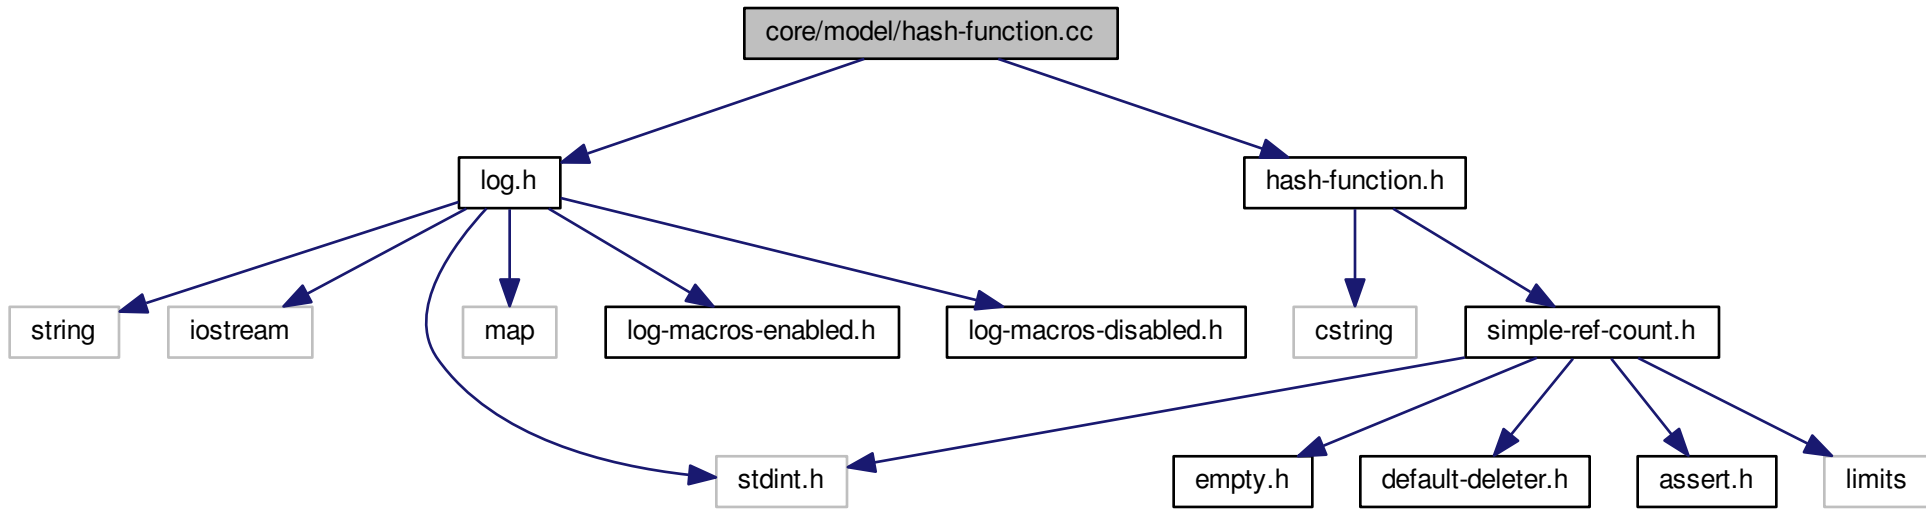 core/model/hash-function.cc
log.h
hash-function.h
string
iostream
map
log-macros-enabled.h
log-macros-disabled.h
cstring
simple-ref-count.h
stdint.h
empty.h
default-deleter.h
assert.h
limits